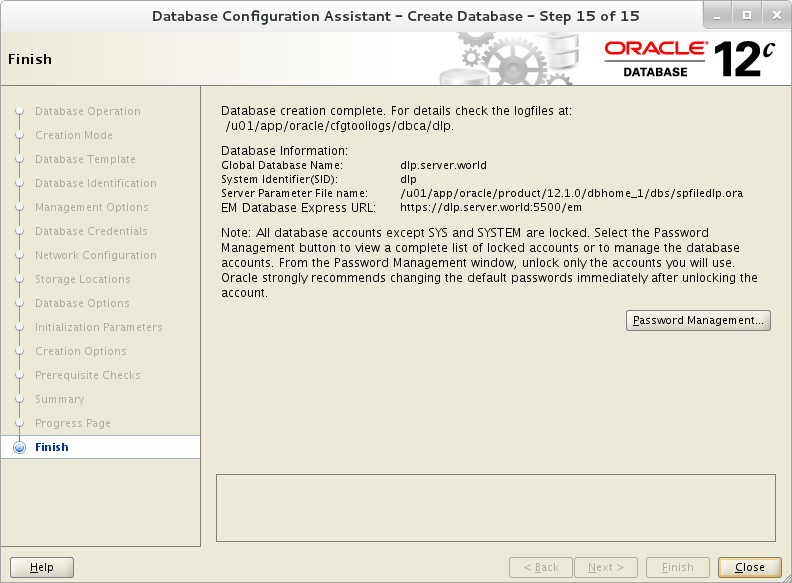 Database Configuration Assistant - Create Database - Step 15 of 15
Finish
ORACLE®
DATABASE
12c
Database Operation
Creation Mode
Database Template
Database Identification
Management Options
Database Credentials
Network Configuration
Storage Locations
Database Options
Initialization Parameters
Creation Options
Prerequisite Checks
Summary
Progress Page
Finish
Database creation complete. For details check the logfiles at:
/u01/app/oracle/cfgtoollogs/dbca/dlp.
Database Information:
Global Database Name: dlp.server.world
System Identifier(SID): dlp
Server Parameter File name: /u01/app/oracle/product/12.1.0/dbhome_1/dbs/spfiledlp.ora
EM Database Express URL: https://dlp.server.world:5500/em
Note: All database accounts except SYS and SYSTEM are locked. Select the Password
Management button to view a complete list of locked accounts or to manage the database
accounts. From the Password Management window, unlock only the accounts you will use.
Oracle strongly recommends changing the default passwords immediately after unlocking the
account.
Password Management...
Help
< Back
Next >
Finish
Close